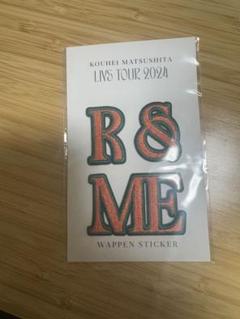 KOUHEI MATSUSHITA
LIVE TOUR 2024
R&
ME
WAPPEN STICKER